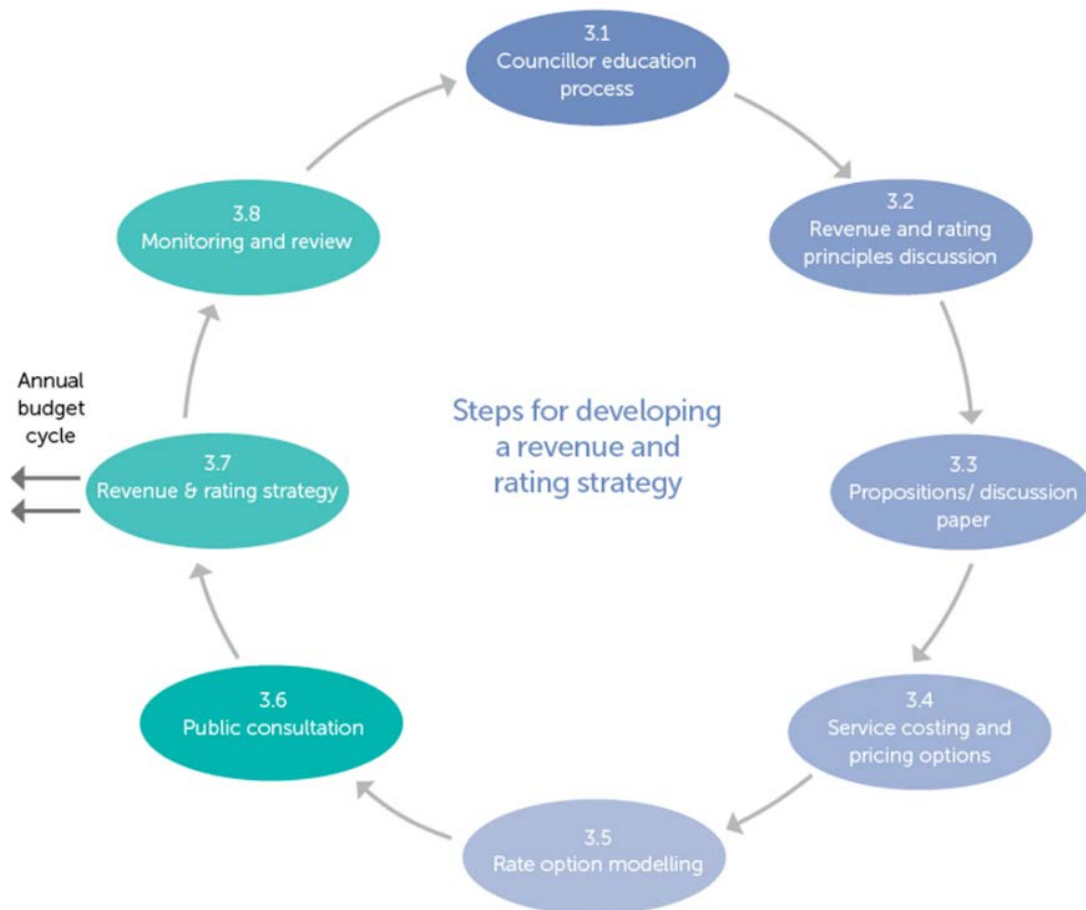 3.1
Councillor education
process
3.2
Revenue and rating
principles discussion
3.3
Propositions/ discussion
paper
3.4
Service costing and
pricing options
3.5
Rate option modelling
3.6
Public consultation
3.7
Revenue & rating strategy
3.8
Monitoring and review
Annual
budget
cycle
Steps for developing
a revenue and
rating strategy